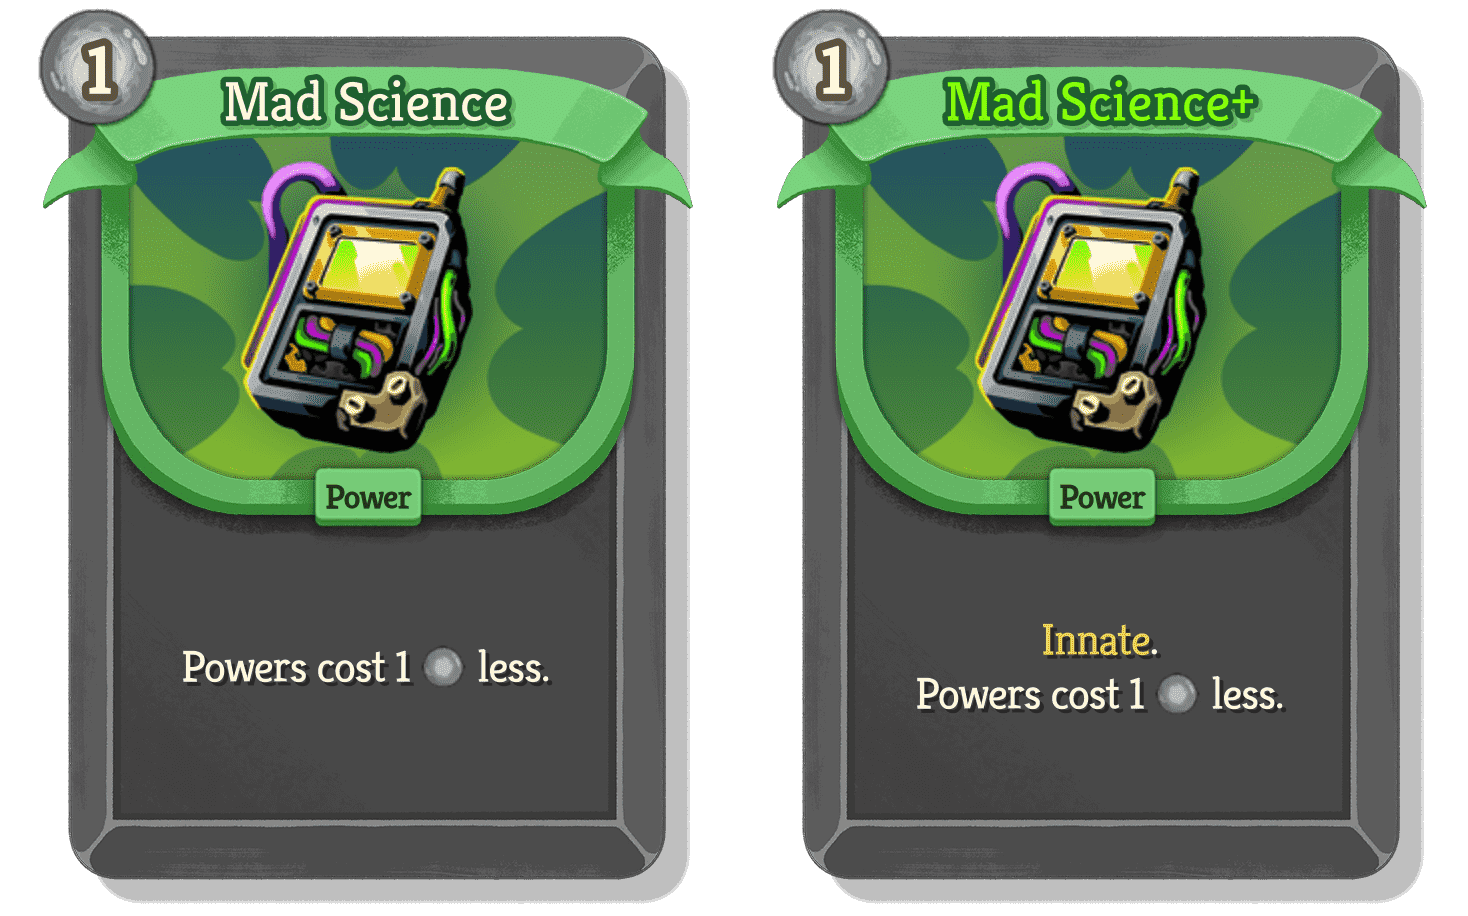 1
Mad Science
Power
Powers cost 1 less.
1
Mad Science+
Power
Innate.
Powers cost 1 less.